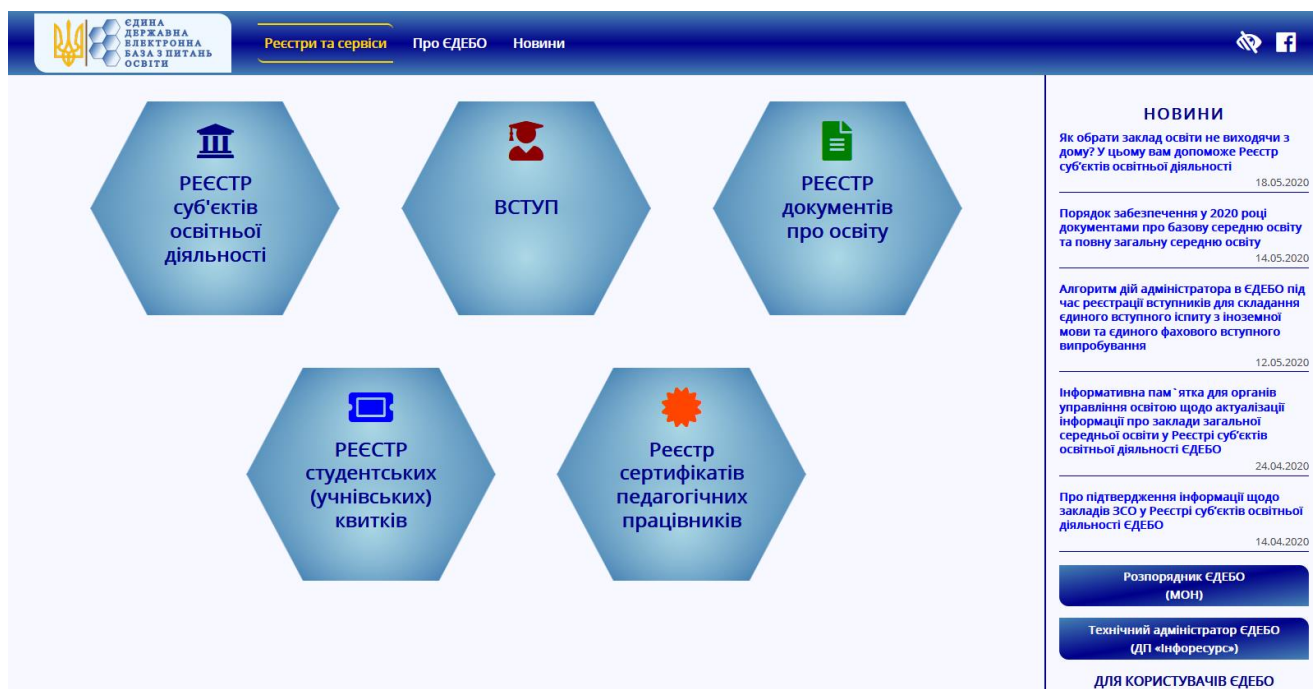 ЄДИНА
ДЕРЖАВНА
ЕЛЕКТРОННА
БАЗА З ПИТАНЬ
ОСВІТИ
Реєстри та сервіси
Про ЄДЕБО
Новини
РЕЄСТР
суб'єктів
освітньої
діяльності
ВСТУП
РЕЄСТР
документів
про освіту
РЕЄСТР
студентських
(учнівських)
квитків
Реєстр
сертифікатів
педагогічних
працівників
НОВИНИ
Як обрати заклад освіти не виходячи з
дому? У цьому вам допоможе Реєстр
суб’єктів освітньої діяльності
18.05.2020
Порядок забезпечення у 2020 році
документами про базову середню освіту
та повну загальну середню освіту
14.05.2020
Алгоритм дій адміністратора в ЄДЕБО під
час реєстрації вступників для складання
єдиного вступного іспиту з іноземної
мови та єдиного фахового вступного
випробування
12.05.2020
Інформативна пам`ятка для органів
управління освітою щодо актуалізації
інформації про заклади загальної
середньої освіти у Реєстрі суб’єктів
освітньої діяльності ЄДЕБО
24.04.2020
Про підтвердження інформації щодо
закладів ЗСО у Реєстрі суб’єктів освітньої
діяльності ЄДЕБО
14.04.2020
Розпорядник ЄДЕБО
(МОН)
Технічний адміністратор ЄДЕБО
(ДП «Інфоресурс»)
ДЛЯ КОРИСТУВАЧІВ ЄДЕБО